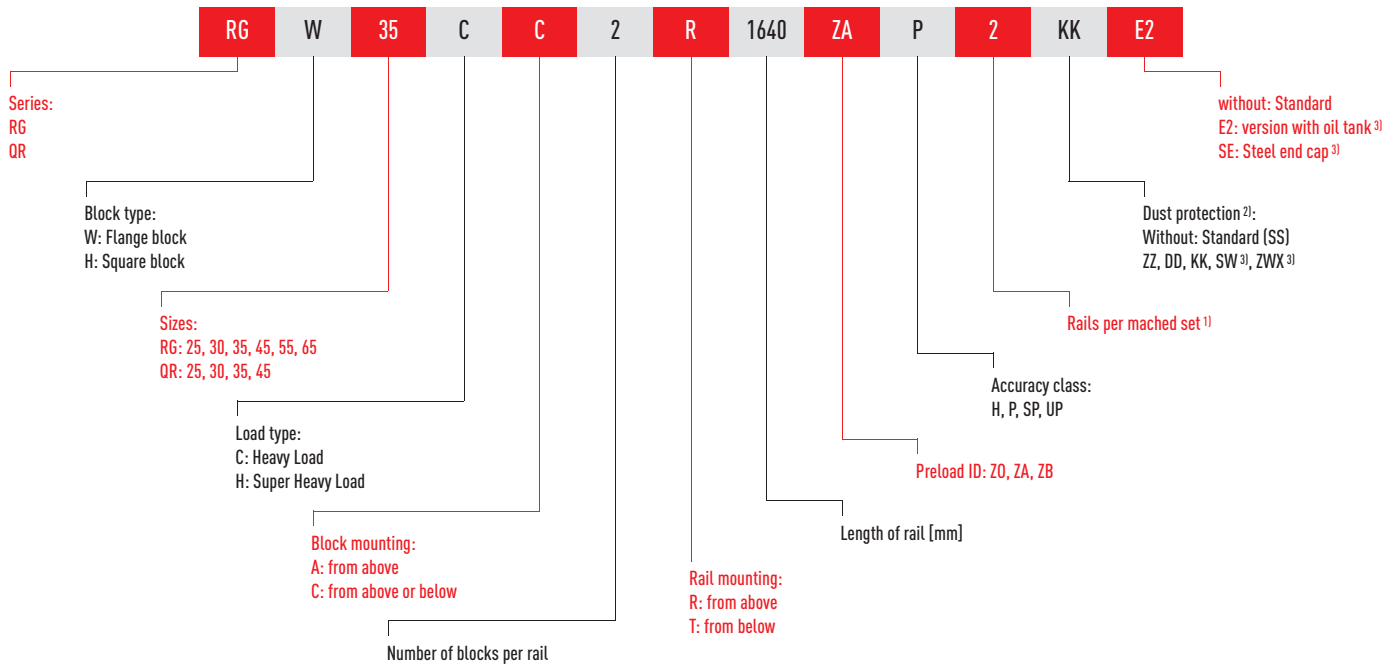 RG W 35 C C 2 R 1640 ZA P 2 KK E2
Series:
RG
QR
without: Standard
E2: version with oil tank 3)
SE: Steel end cap 3)
Block type:
W: Flange block
H: Square block
Dust protection 2):
Without: Standard (SS)
ZZ, DD, KK, SW 3), ZWX 3)
Sizes:
RG: 25, 30, 35, 45, 55, 65
QR: 25, 30, 35, 45
Rails per mached set 1)
Accuracy class:
H, P, SP, UP
Load type:
C: Heavy Load
H: Super Heavy Load
Preload ID: ZO, ZA, ZB
Block mounting:
A: from above
C: from above or below
Length of rail [mm]
Rail mounting:
R: from above
T: from below
Number of blocks per rail